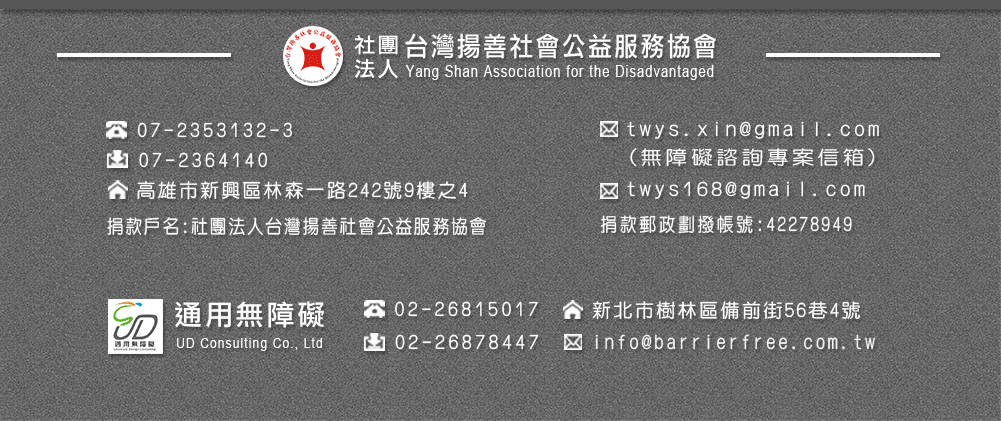 社團法人 台灣揚善社會公益服務協會
Yang Shan Association for the Disadvantaged
07-2353132-3
07-2364140
高雄市新興區林森一路242號9樓之4
捐款戶名:社團法人台灣揚善社會公益服務協會
twys.xin@gmail.com
(無障礙諮詢專案信箱)
twys168@gmail.com
捐款郵政劃撥帳號:42278949
通用無障礙
UD Consulting Co., Ltd
02-26815017
02-26878447
新北市樹林區備前街56巷4號
info@barrierfree.com.tw